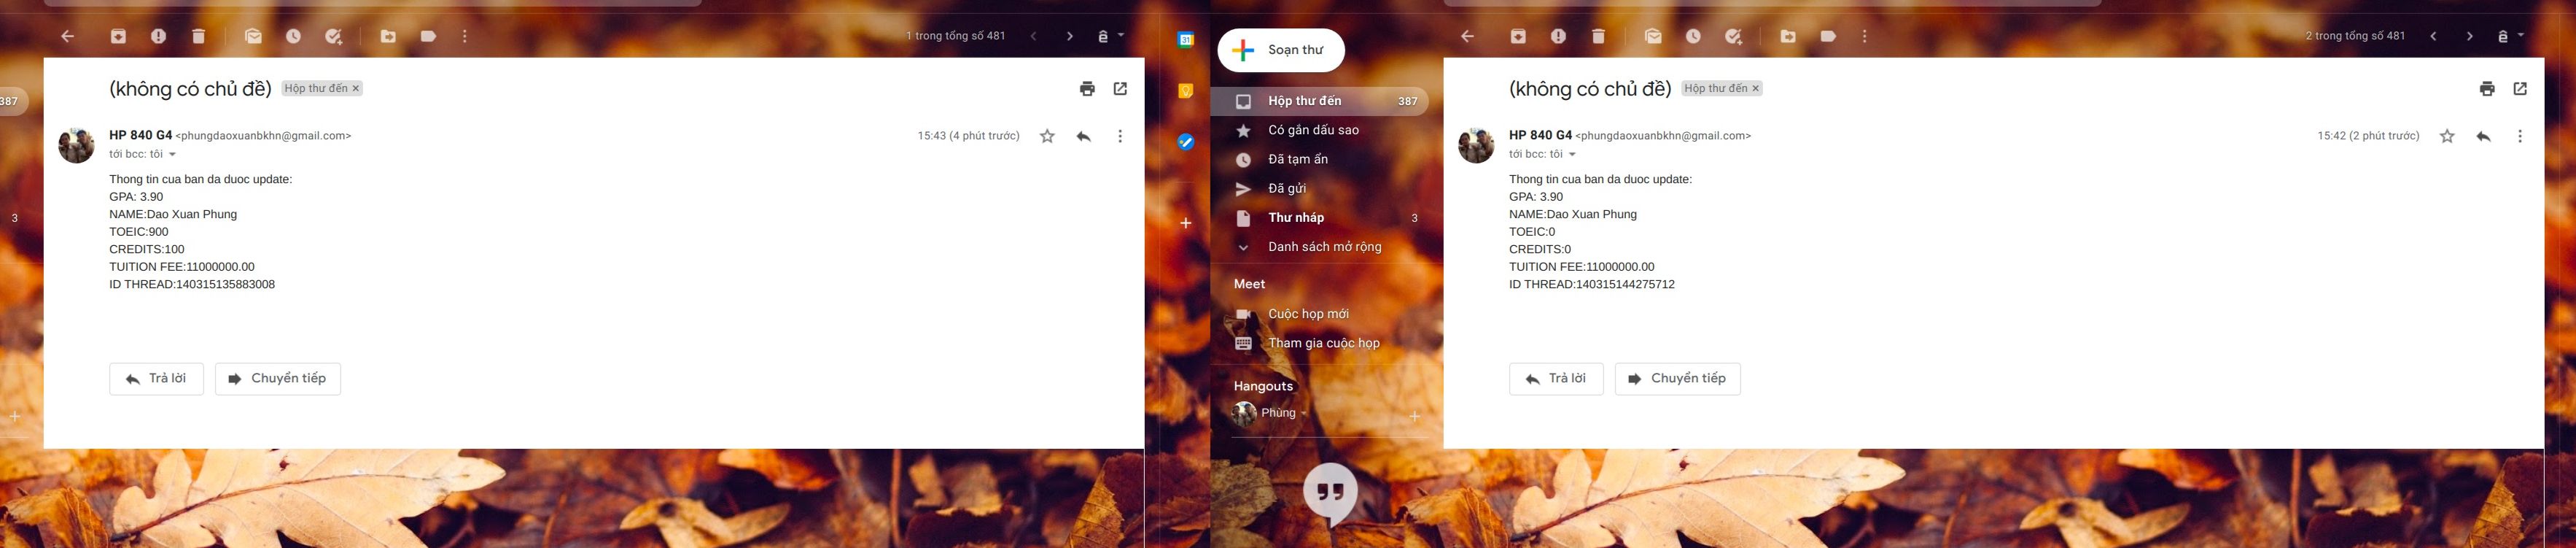 1 trong tổng số 481
387
(không có chủ đề) Hộp thư đến ×
HP 840 G4 <phungdaoxuanbkhn@gmail.com>
15:43 (4 phút trước)
tới bcc: tôi
Thong tin cua ban da duoc update:
GPA: 3.90
NAME:Dao Xuan Phung
TOEIC:900
CREDITS:100
TUITION FEE:11000000.00
ID THREAD:140315135883008
3
Trả lời
Chuyển tiếp
31
Soạn thư
Hộp thư đến 387
Có gắn dấu sao
Đã tạm ẩn
Đã gửi
Thư nháp 3
Danh sách mở rộng
Meet
Cuộc họp mới
Tham gia cuộc họp
Hangouts
Phùng
2 trong tổng số 481
(không có chủ đề) Hộp thư đến ×
HP 840 G4 <phungdaoxuanbkhn@gmail.com>
15:42 (2 phút trước)
tới bcc: tôi
Thong tin cua ban da duoc update:
GPA: 3.90
NAME:Dao Xuan Phung
TOEIC:0
CREDITS:0
TUITION FEE:11000000.00
ID THREAD:140315144275712
Trả lời
Chuyển tiếp